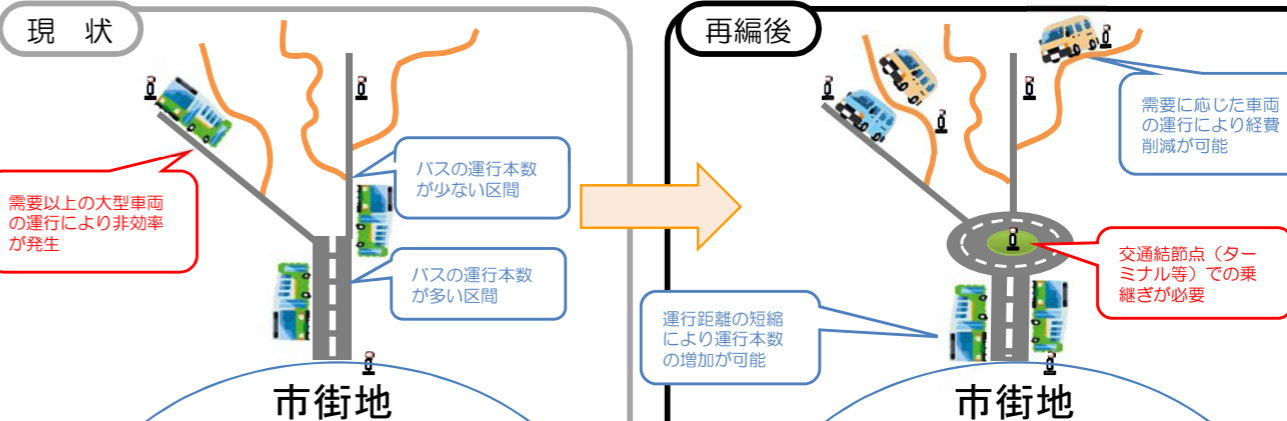 現　状
需要以上の大型車両
の運行により非効率
が発生
バスの運行本数
が少ない区間
バスの運行本数
が多い区間
市街地
再編後
需要に応じた車両
の運行により経費
削減が可能
交通結節点（ター
ミナル等）での乗
継ぎが必要
運行距離の短縮
により運行本数
の増加が可能
市街地